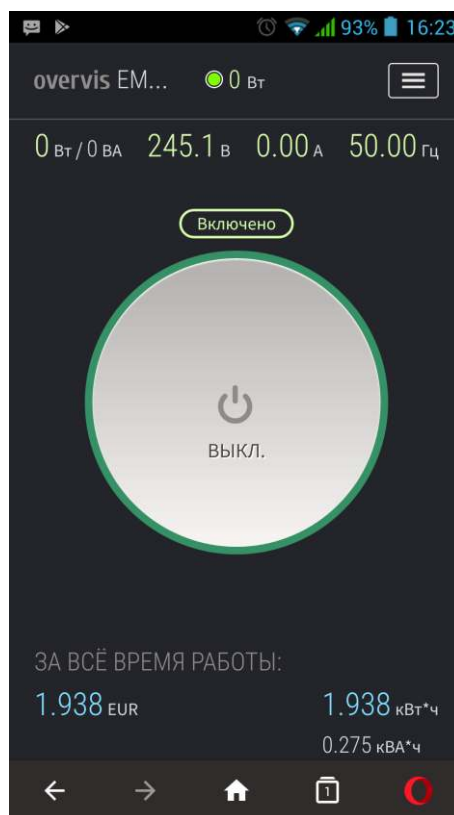 93% 16:23
overvis EM... 0 Вт
0 Вт / 0 ВА 245.1 В 0.00 А 50.00 Гц
Включено
ВЫКЛ.
ЗА ВСЁ ВРЕМЯ РАБОТЫ:
1.938 EUR 1.938 кВт*ч
0.275 кВА*ч
1